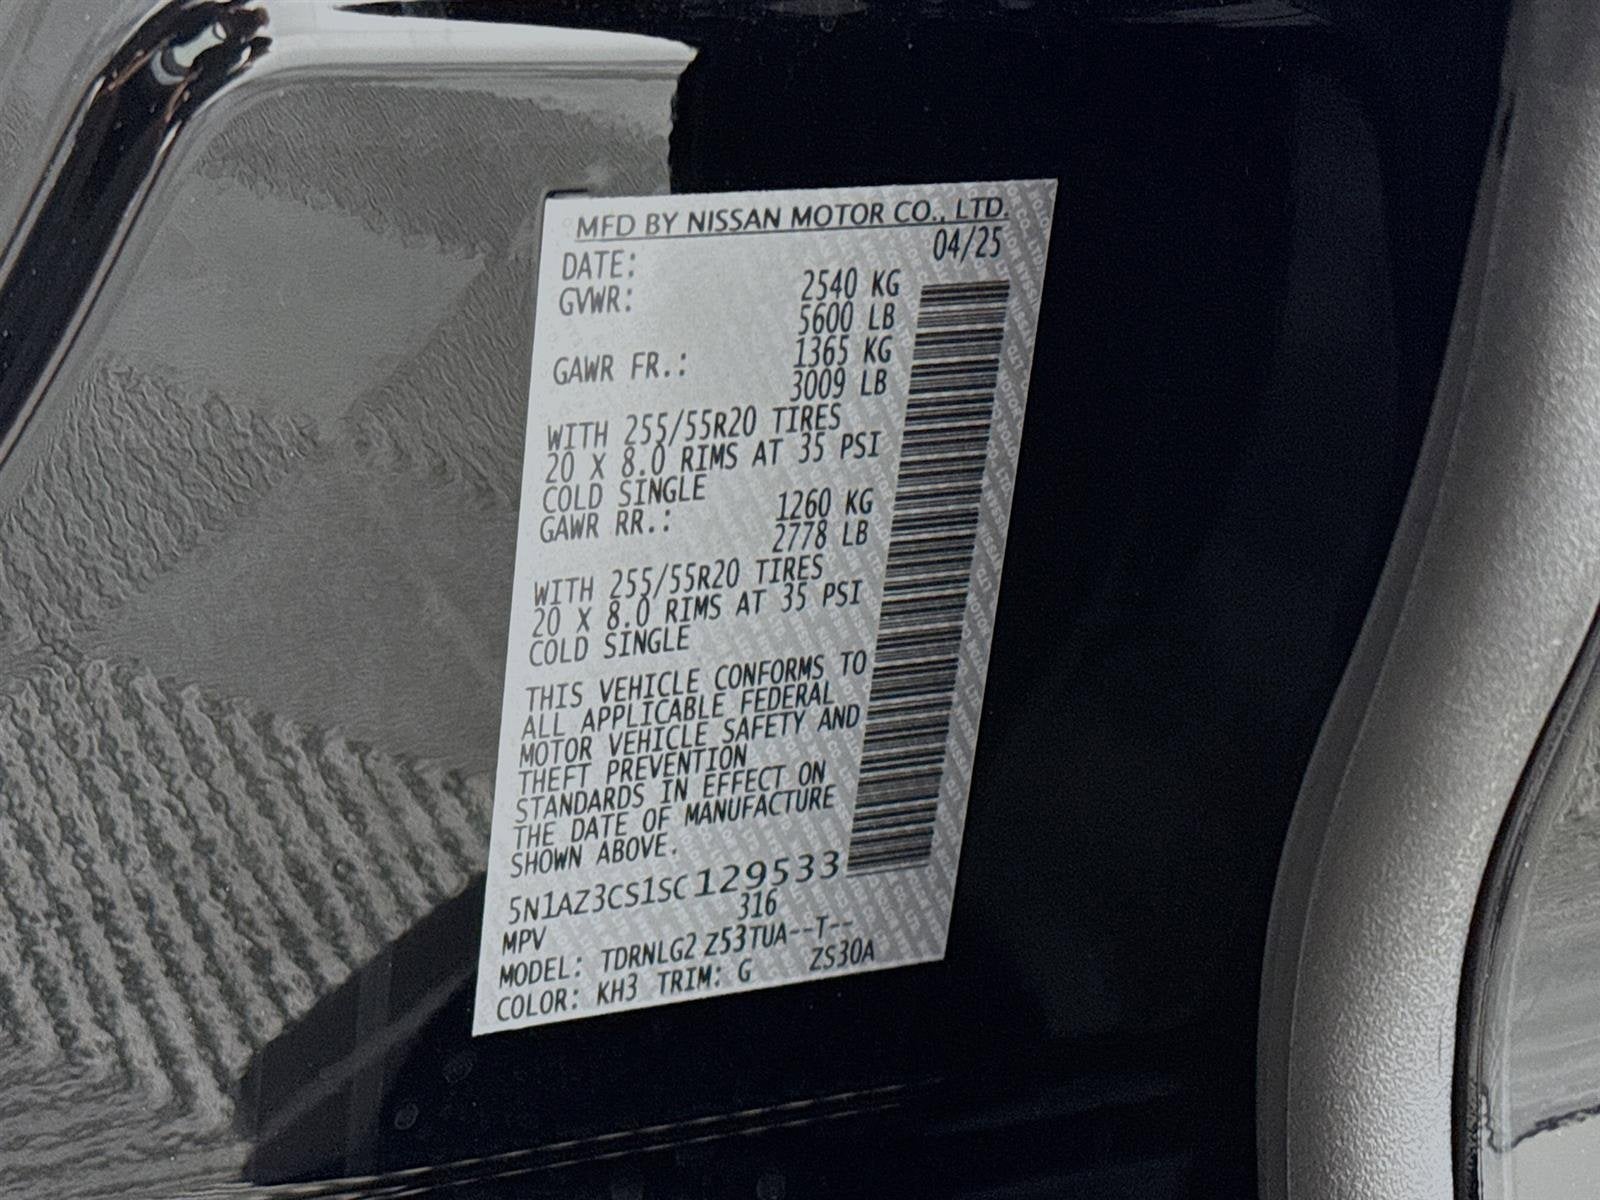 MFD BY NISSAN MOTOR CO., LTD.
DATE: 04/25
GVWR: 2540 KG
5600 LB
GAWR FR.: 1365 KG
3009 LB
WITH 255/55R20 TIRES
20 X 8.0 RIMS AT 35 PSI
COLD SINGLE
GAWR RR.: 1260 KG
2778 LB
WITH 255/55R20 TIRES
20 X 8.0 RIMS AT 35 PSI
COLD SINGLE
THIS VEHICLE CONFORMS TO
ALL APPLICABLE FEDERAL
MOTOR VEHICLE SAFETY AND
THEFT PREVENTION
STANDARDS IN EFFECT ON
THE DATE OF MANUFACTURE
SHOWN ABOVE.
5N1AZ3CS1SC129533
MPV 316
MODEL: TDRNLG2 Z53TUA--T--
COLOR: KH3 TRIM: G ZS30A